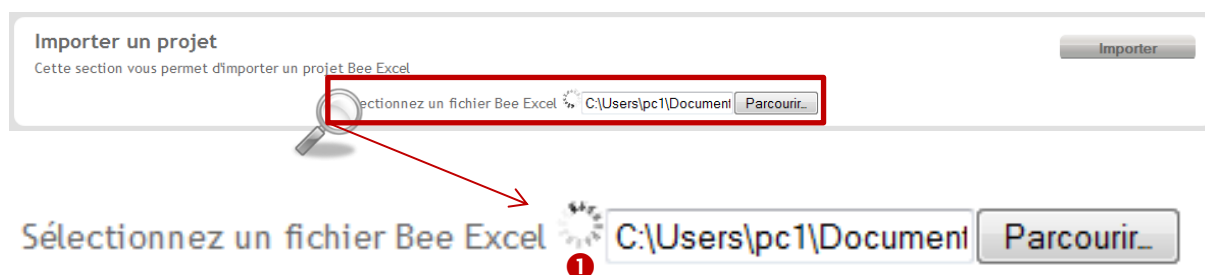 Importer un projet
Importer
Cette section vous permet d'importer un projet Bee Excel
ectionnez un fichier Bee Excel C:\Users\pc1\Document Parcourir...
Sélectionnez un fichier Bee Excel C:\Users\pc1\Document Parcourir...
1